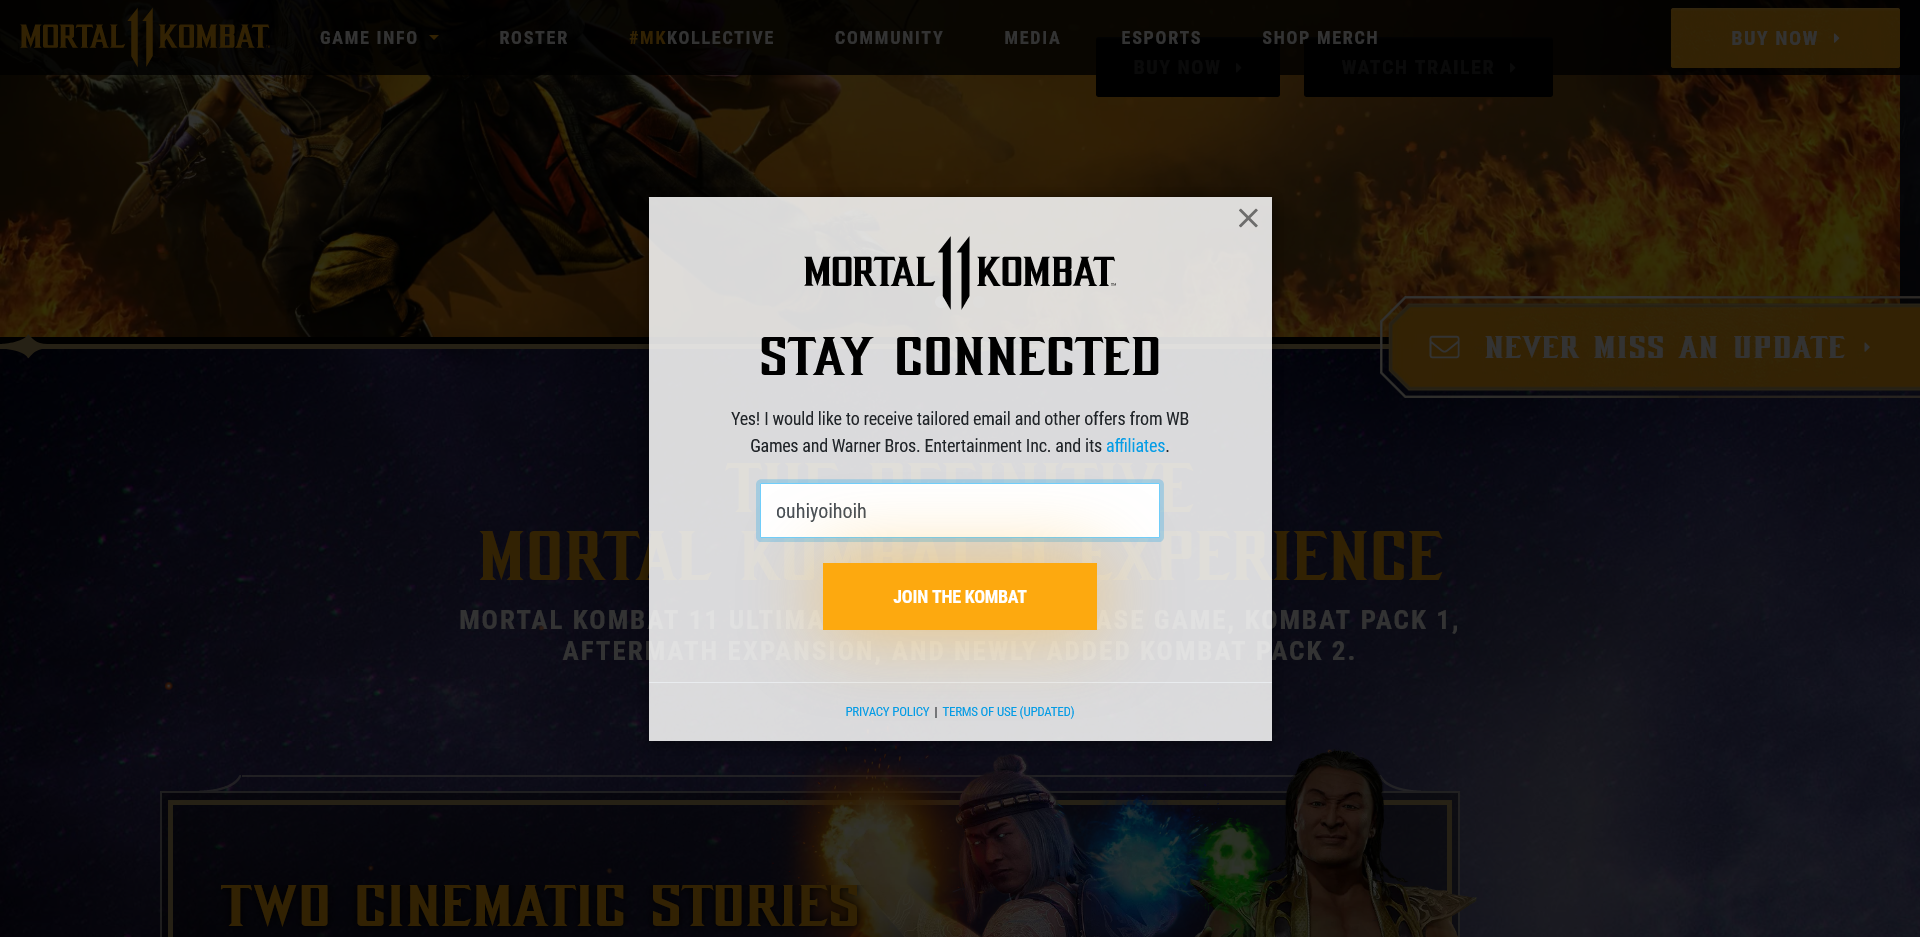 MORTAL 11 KOMBAT
GAME INFO
ROSTER
#MKKOLLECTIVE
COMMUNITY
MEDIA
ESPORTS
SHOP MERCH
BUY NOW
BUY NOW
WATCH TRAILER
MORTAL 11 KOMBAT™
STAY CONNECTED
Yes! I would like to receive tailored email and other offers from WB
Games and Warner Bros. Entertainment Inc. and its affiliates.
NEVER MISS AN UPDATE
THE DEFINITIVE
ouhiyoihoih
MORTAL KOMBAT 11 EXPERIENCE
JOIN THE KOMBAT
MORTAL KOMBAT 11 ULTIMA ASE GAME, KOMBAT PACK 1,
AFTERMATH EXPANSION, AND NEWLY ADDED KOMBAT PACK 2.
PRIVACY POLICY | TERMS OF USE (UPDATED)
TWO CINEMATIC STORIES